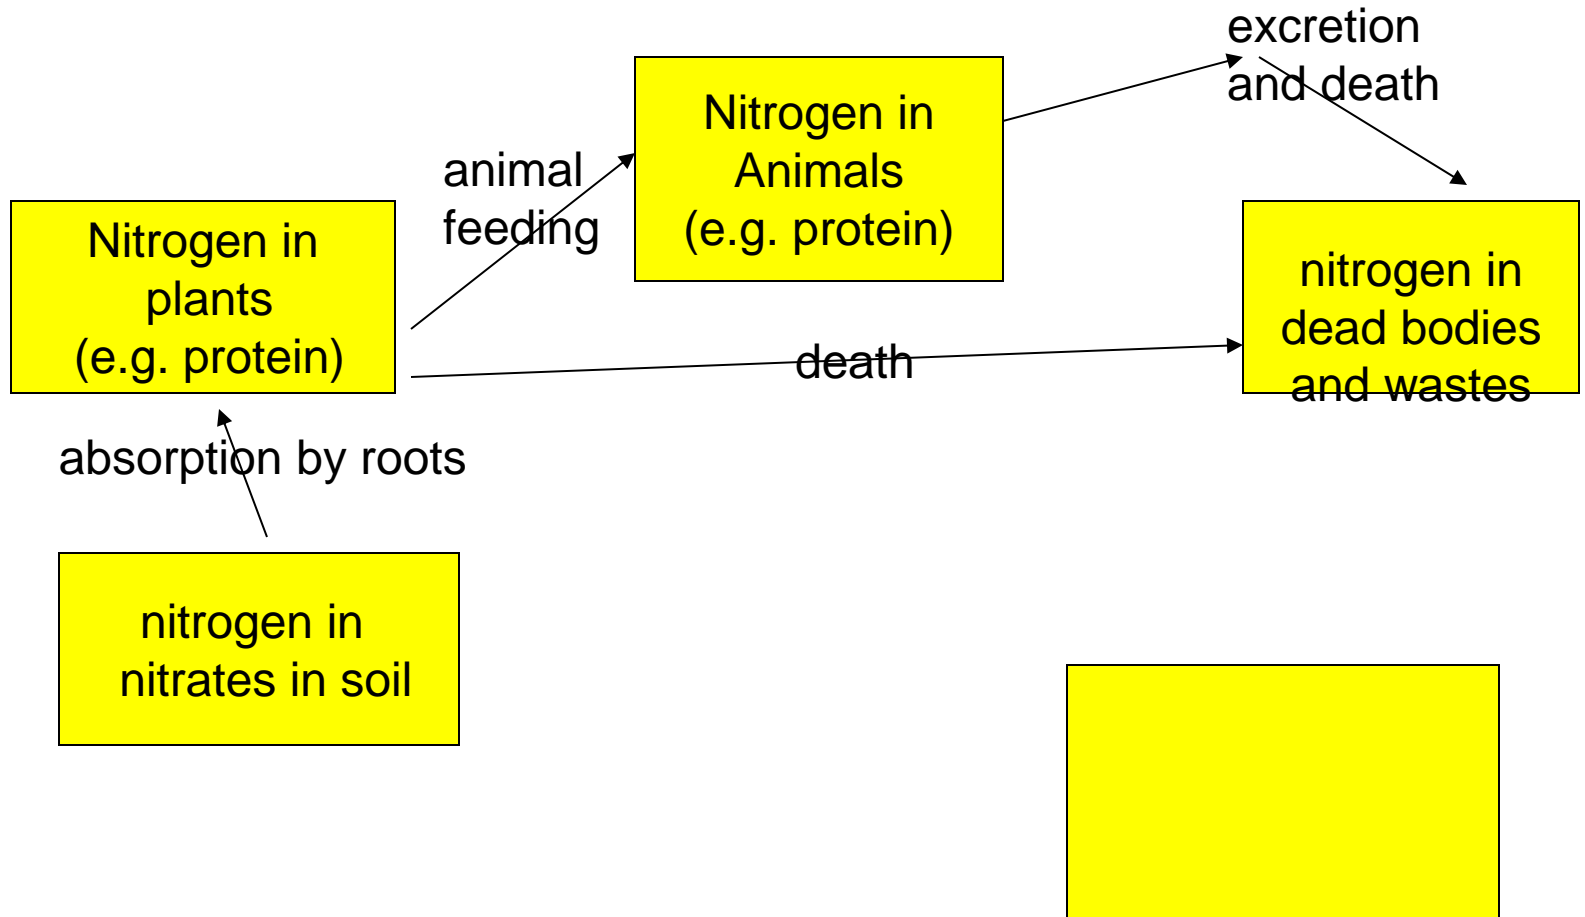 excretion
and death
Nitrogen in
Animals
(e.g. protein)
animal
feeding
Nitrogen in
plants
(e.g. protein)
nitrogen in
dead bodies
and wastes
death
absorption by roots
nitrogen in
nitrates in soil